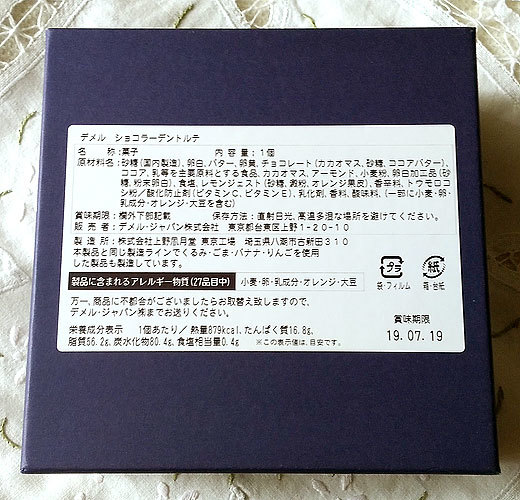 デメル ショコラーデントルテ
名 称:菓子 内 容 量:1個
原材料名:砂糖(国内製造)、卵白、バター、卵黄、チョコレート(カカオマス、砂糖、ココアバター)、
ココア、乳等を主要原料とする食品、カカオマス、アーモンド、小麦粉、卵白加工品(砂
糖、粉末卵白)、食塩、レモンジェスト(砂糖、澱粉、オレンジ果皮)、香辛料、トウモロコ
シ粉/酸化防止剤(ビタミンC、ビタミンE)、乳化剤、香料、酸味料、(一部に小麦・卵・
乳成分・オレンジ・大豆を含む)
賞味期限:欄外下部記載 保存方法:直射日光、高温多湿な場所を避けてください。
販 売 者:デメル・ジャパン株式会社 東京都台東区上野1-20-10
製 造 所:株式会社上野凮月堂 東京工場 埼玉県八潮市古新田310
本製品と同じ製造ラインでくるみ・ごま・バナナ・りんごを使用
した製品も製造しています。
製品に含まれるアレルギー物質(27品目中) 小麦・卵・乳成分・オレンジ・大豆
プラ
袋・フィルム
紙
箱・台紙
万一、商品に不都合がございましたらお取替え致しますので、
デメル・ジャパン㈱までお送りください。
栄養成分表示 1個あたり/ 熱量879kcal、たんぱく質16.8g、
脂質56.2g、炭水化物80.4g、食塩相当量0.4g ※この表示値は、目安です。
賞味期限
19.07.19